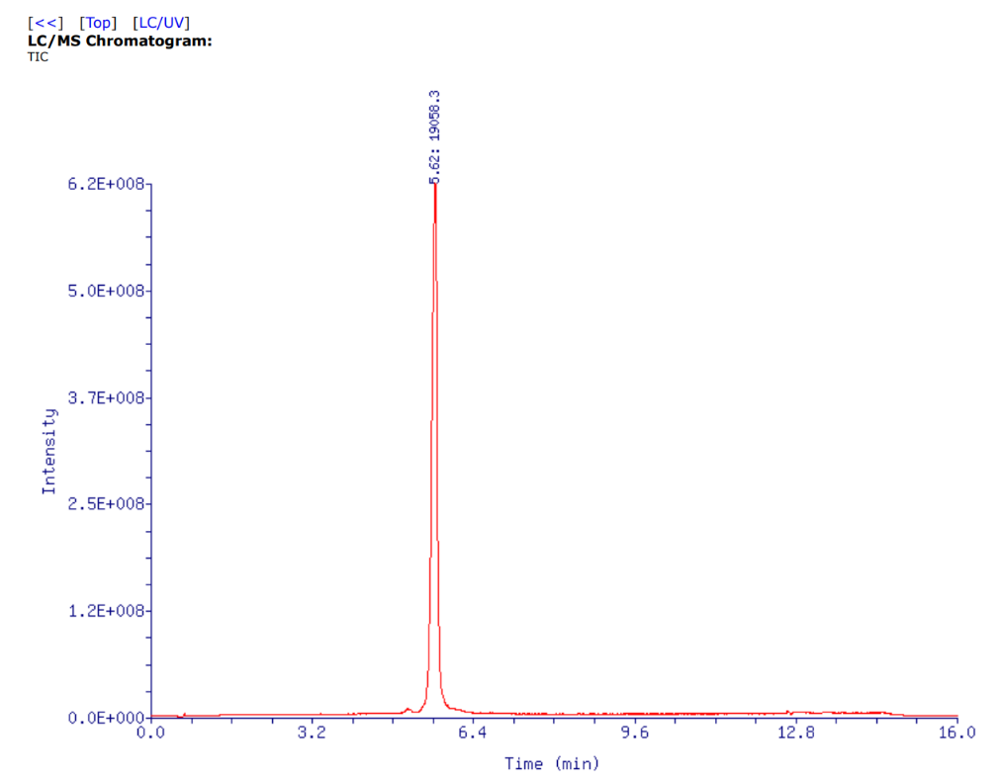 [<<] [Top] [LC/UV]
LC/MS Chromatogram:
TIC
5.62: 19058.3
6.2E+008
5.0E+008
3.7E+008
2.5E+008
1.2E+008
0.0E+000
Intensity
0.0 3.2 6.4 9.6 12.8 16.0
Time (min)